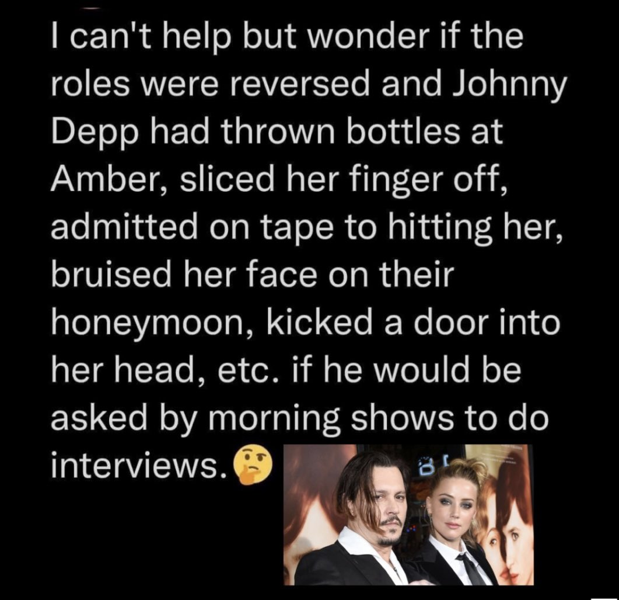 I can't help but wonder if the
roles were reversed and Johnny
Depp had thrown bottles at
Amber, sliced her finger off,
admitted on tape to hitting her,
bruised her face on their
honeymoon, kicked a door into
her head, etc. if he would be
asked by morning shows to do
interviews.🤔